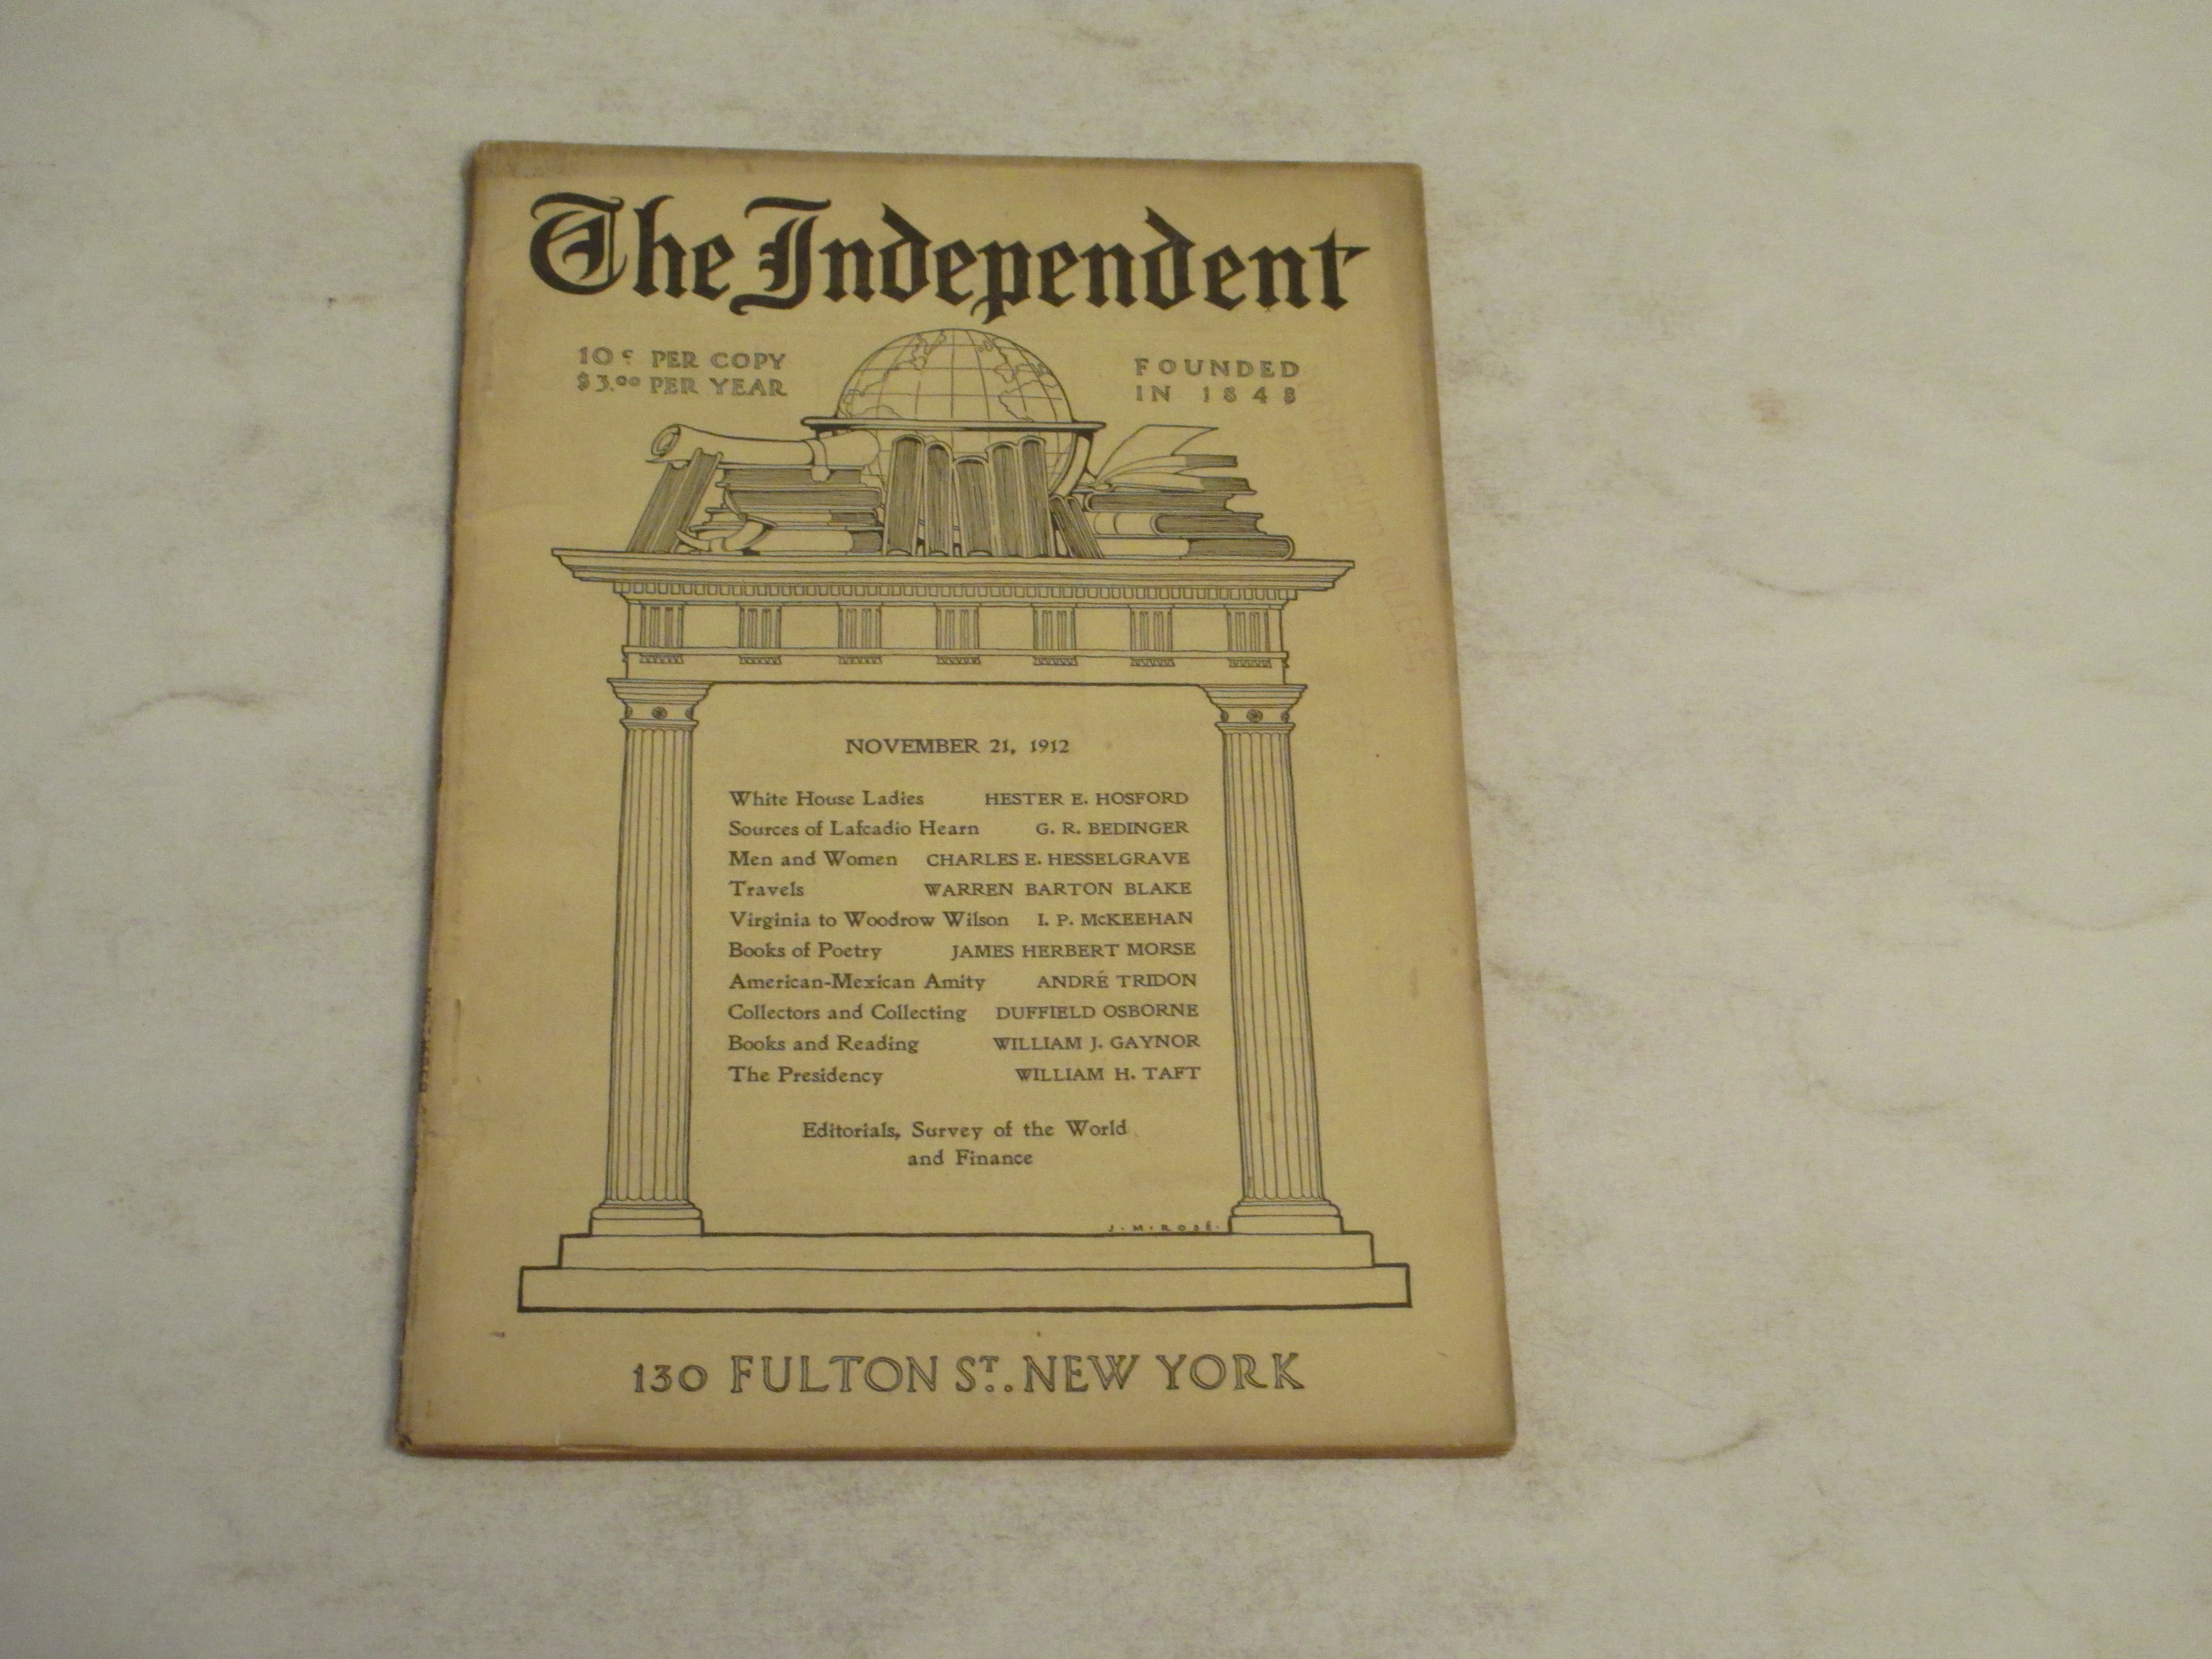 The Independent
10¢ PER COPY
$3.00 PER YEAR
FOUNDED
IN 1848
NOVEMBER 21, 1912
White House Ladies HESTER E. HOSFORD
Sources of Lafcadio Hearn G. R. BEDINGER
Men and Women CHARLES E. HESSELGRAVE
Travels WARREN BARTON BLAKE
Virginia to Woodrow Wilson I. P. McKEEHAN
Books of Poetry JAMES HERBERT MORSE
American-Mexican Amity ANDRÉ TRIDON
Collectors and Collecting DUFFIELD OSBORNE
Books and Reading WILLIAM J. GAYNOR
The Presidency WILLIAM H. TAFT
Editorials, Survey of the World
and Finance
J. M. ROSÉ.
130 FULTON ST. NEW YORK